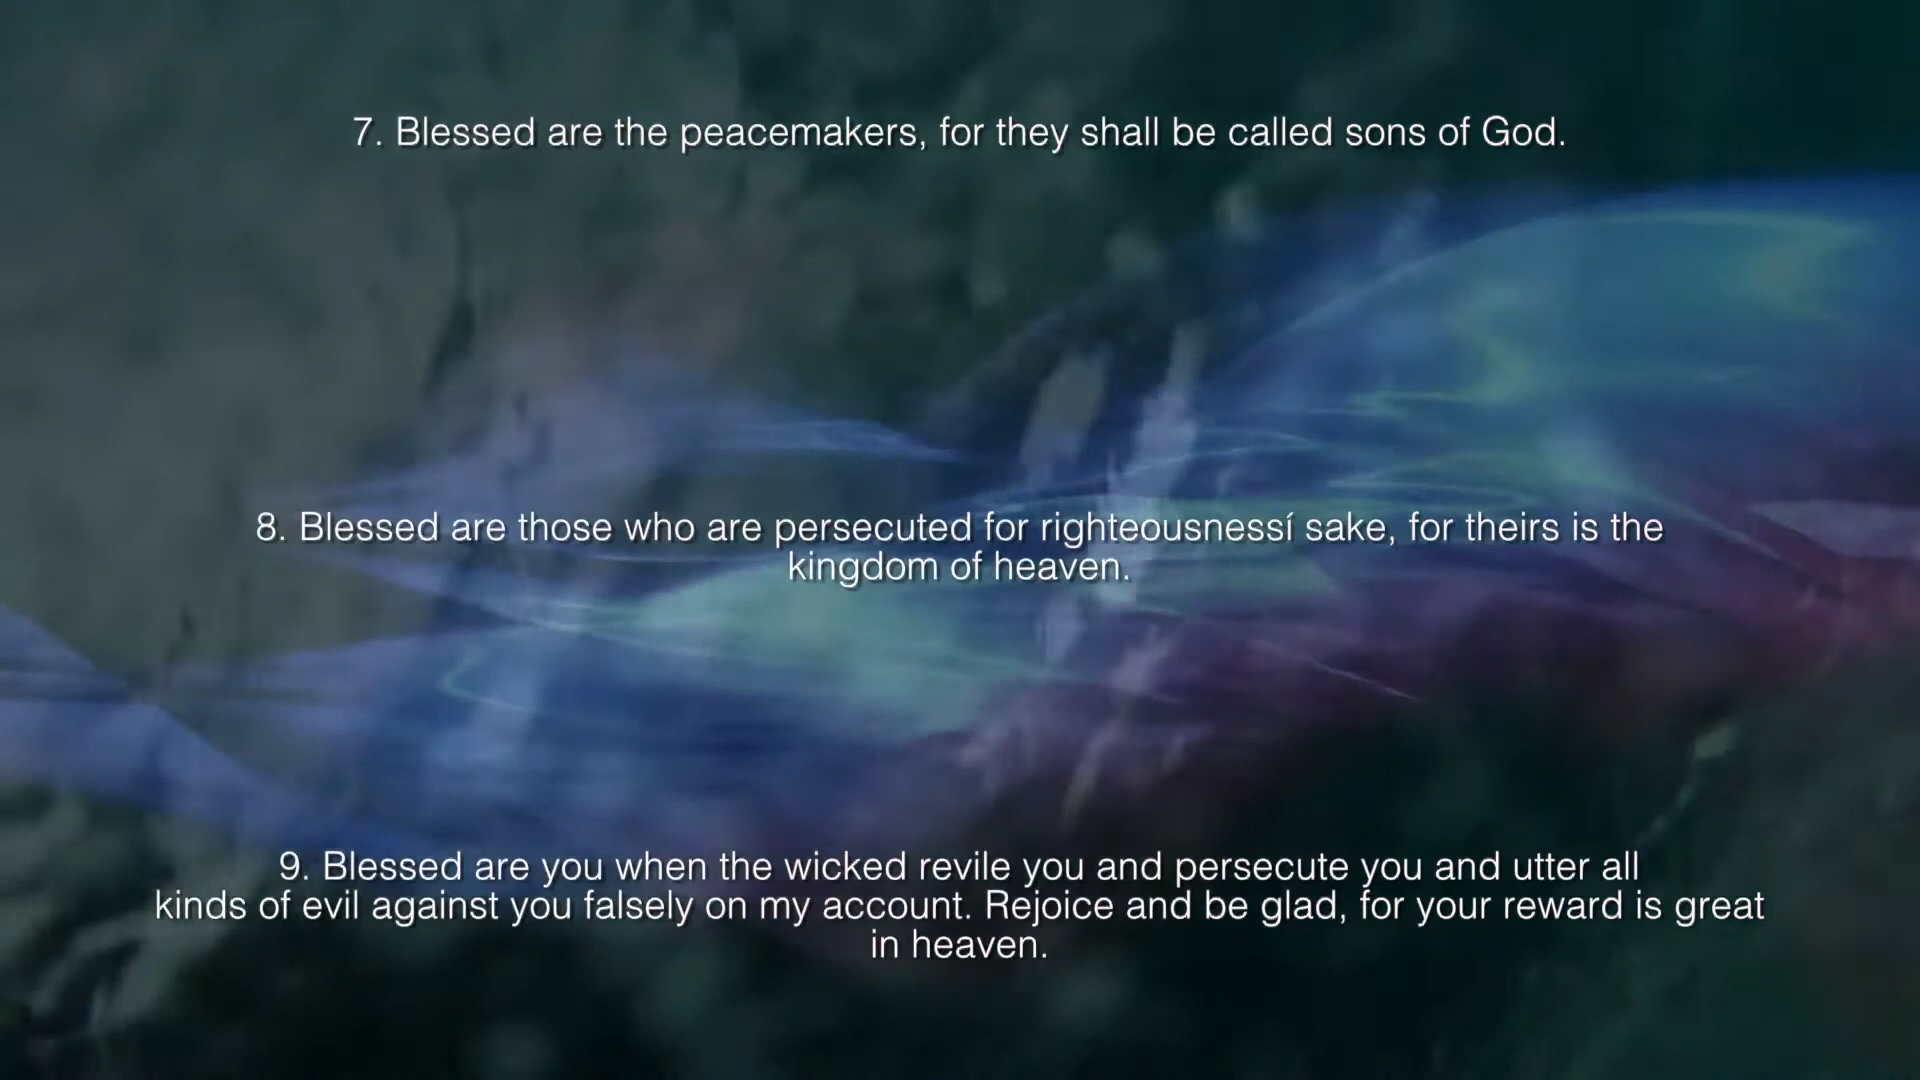 7. Blessed are the peacemakers, for they shall be called sons of God.
8. Blessed are those who are persecuted for righteousnessí sake, for theirs is the
kingdom of heaven.
9. Blessed are you when the wicked revile you and persecute you and utter all
kinds of evil against you falsely on my account. Rejoice and be glad, for your reward is great
in heaven.